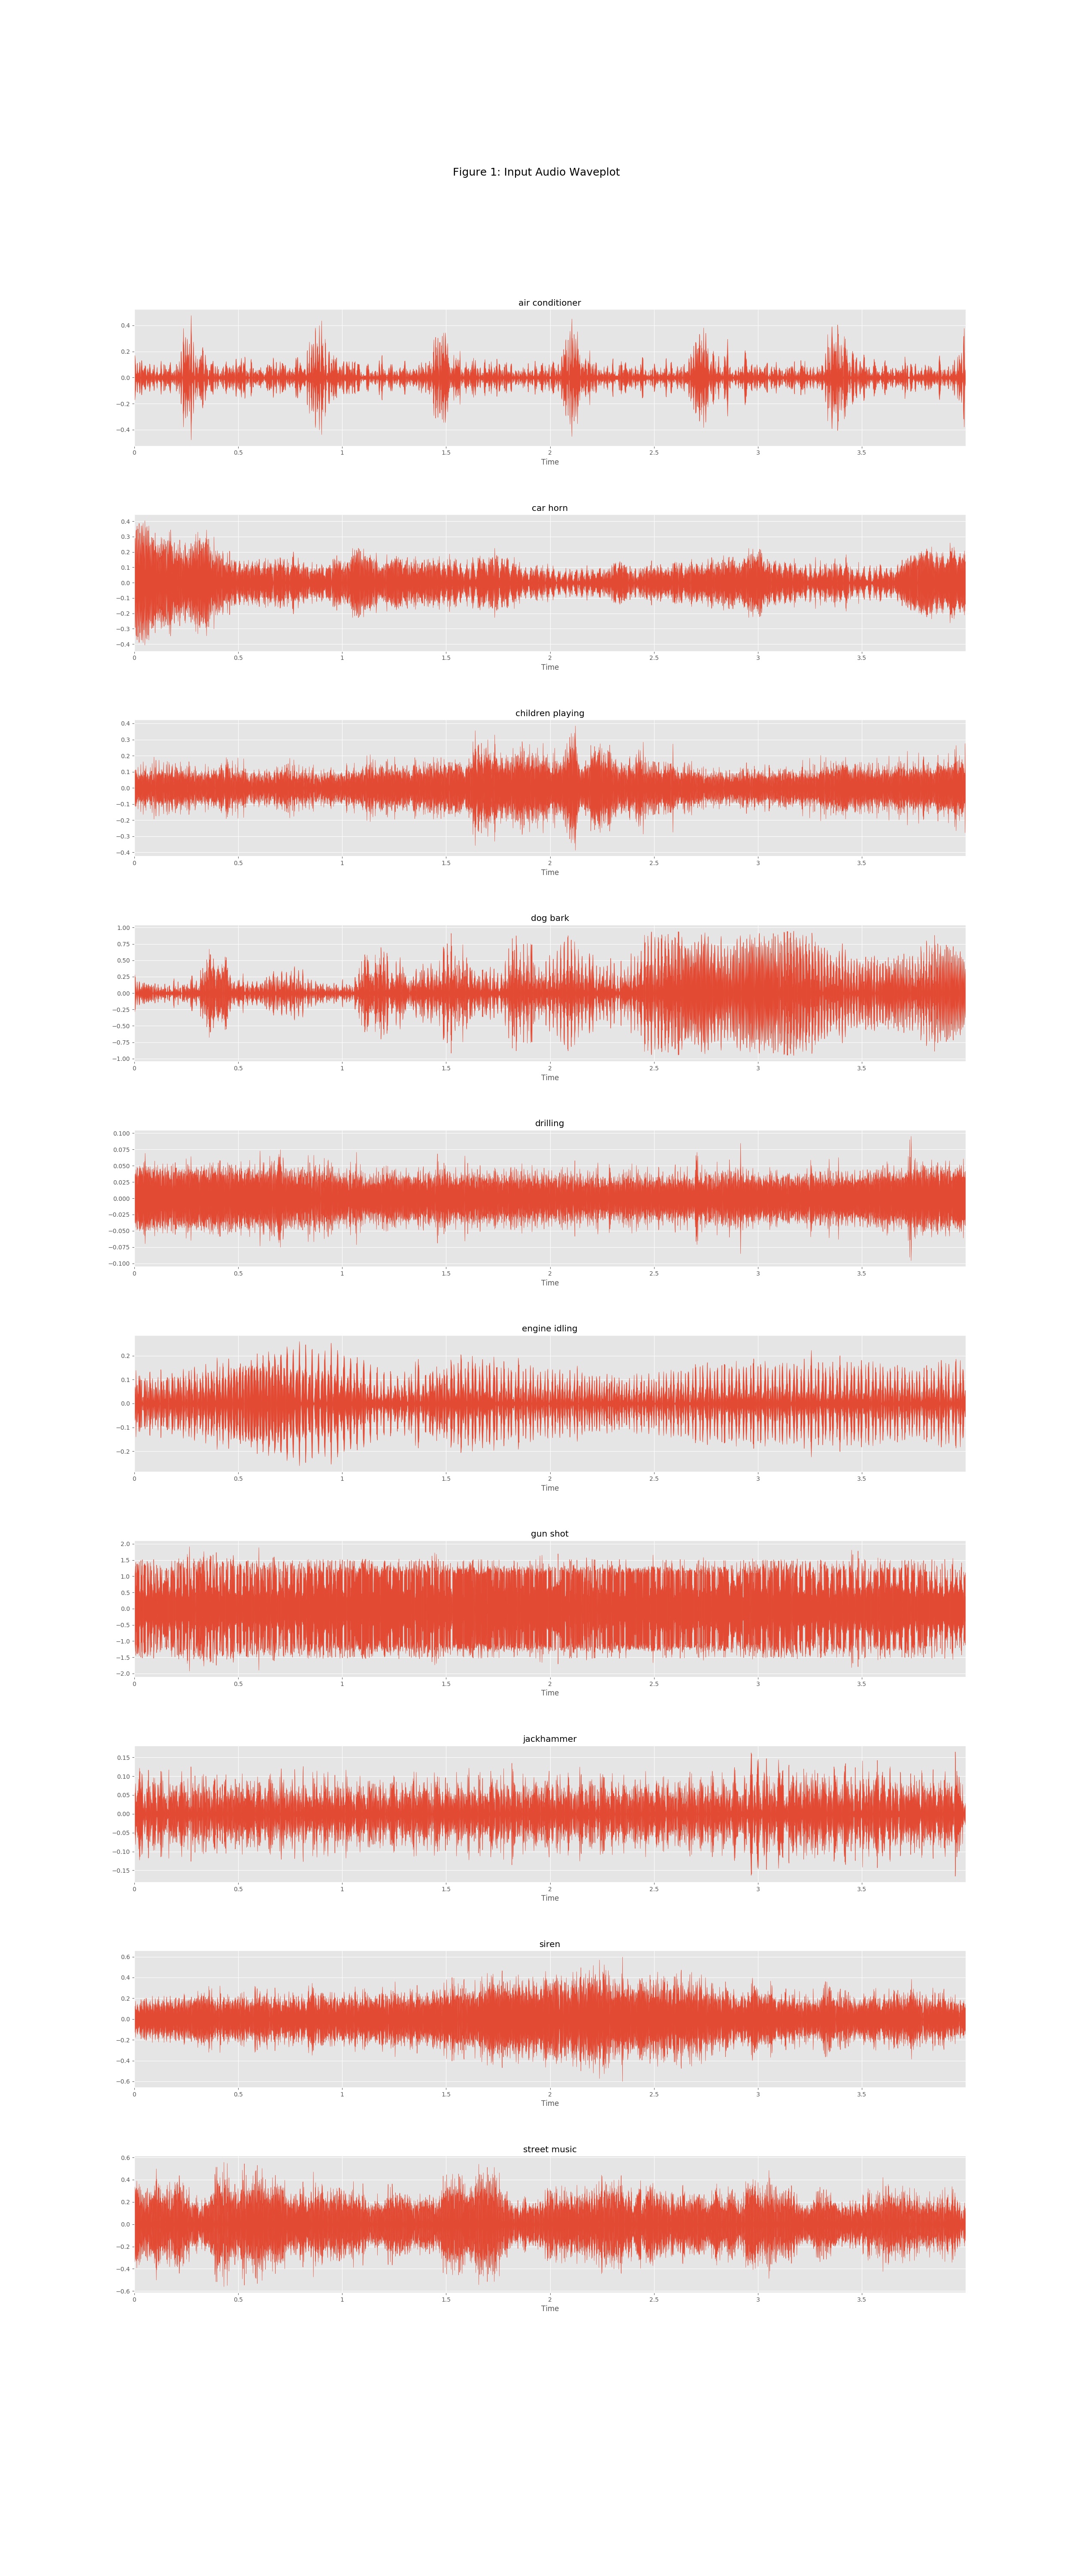 Figure 1: Input Audio Waveplot
air conditioner
0.4
0.2
0.0
−0.2
−0.4
0 0.5 1 1.5 2 2.5 3 3.5
Time
car horn
0.4
0.3
0.2
0.1
0.0
−0.1
−0.2
−0.3
−0.4
0 0.5 1 1.5 2 2.5 3 3.5
Time
children playing
0.4
0.3
0.2
0.1
0.0
−0.1
−0.2
−0.3
−0.4
0 0.5 1 1.5 2 2.5 3 3.5
Time
dog bark
1.00
0.75
0.50
0.25
0.00
−0.25
−0.50
−0.75
−1.00
0 0.5 1 1.5 2 2.5 3 3.5
Time
drilling
0.100
0.075
0.050
0.025
0.000
−0.025
−0.050
−0.075
−0.100
0 0.5 1 1.5 2 2.5 3 3.5
Time
engine idling
0.2
0.1
0.0
−0.1
−0.2
0 0.5 1 1.5 2 2.5 3 3.5
Time
gun shot
2.0
1.5
1.0
0.5
0.0
−0.5
−1.0
−1.5
−2.0
0 0.5 1 1.5 2 2.5 3 3.5
Time
jackhammer
0.15
0.10
0.05
0.00
−0.05
−0.10
−0.15
0 0.5 1 1.5 2 2.5 3 3.5
Time
siren
0.6
0.4
0.2
0.0
−0.2
−0.4
−0.6
0 0.5 1 1.5 2 2.5 3 3.5
Time
street music
0.6
0.4
0.2
0.0
−0.2
−0.4
−0.6
0 0.5 1 1.5 2 2.5 3 3.5
Time